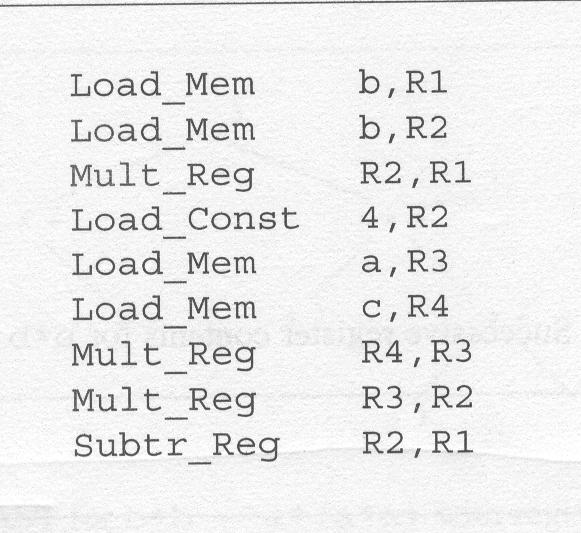 Load_Mem b,R1
Load_Mem b,R2
Mult_Reg R2,R1
Load_Const 4,R2
Load_Mem a,R3
Load_Mem c,R4
Mult_Reg R4,R3
Mult_Reg R3,R2
Subtr_Reg R2,R1